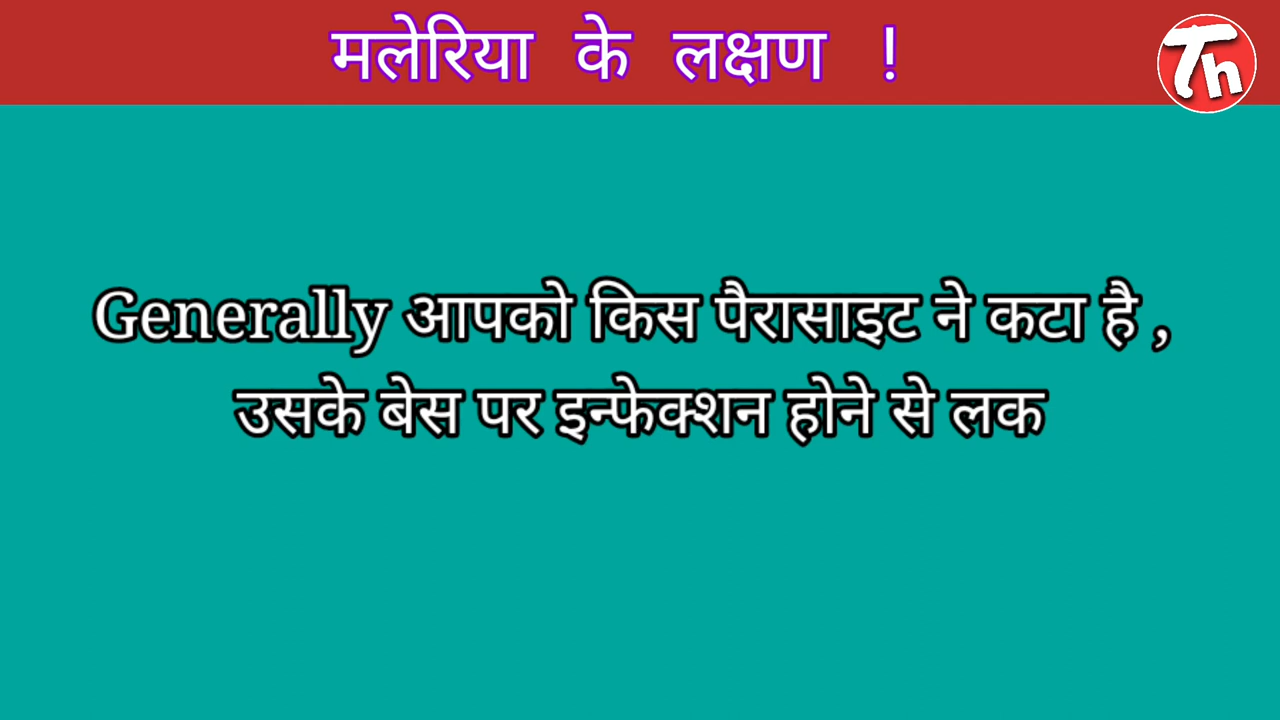 मलेरिया के लक्षण !
Th
Generally आपको किस पैरासाइट ने कटा है ,
उसके बेस पर इन्फेक्शन होने से लक